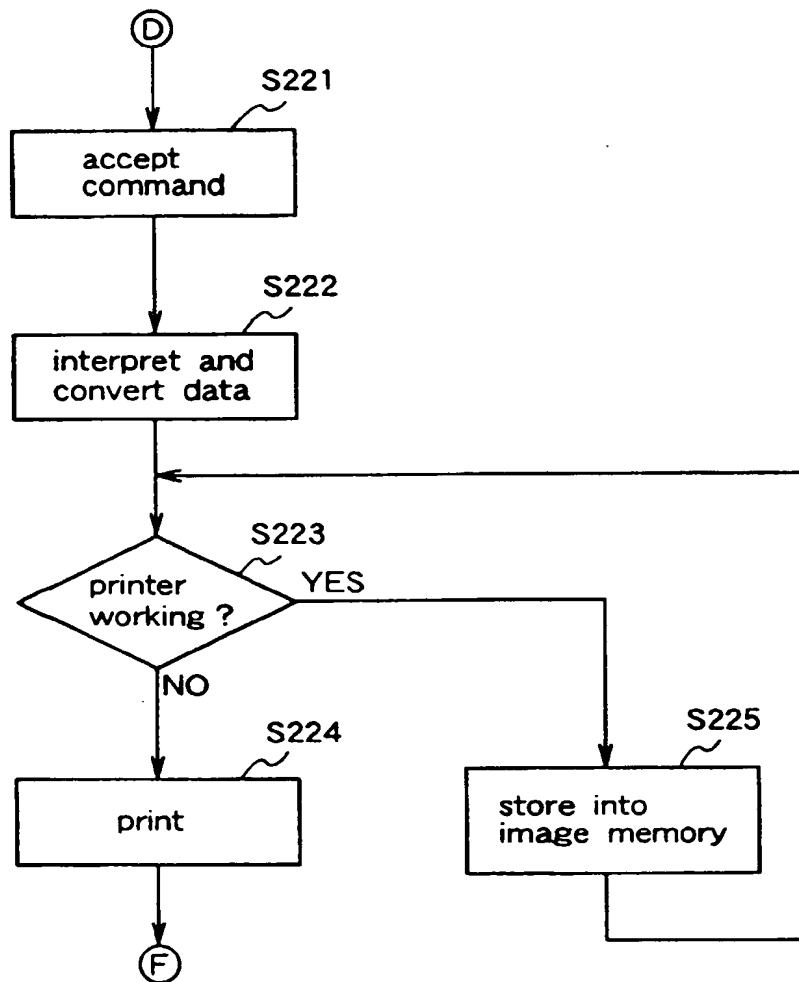 D
S221
accept
command
S222
interpret and
convert data
S223
printer
working ?
YES
NO
S224
print
S225
store into
image memory
F